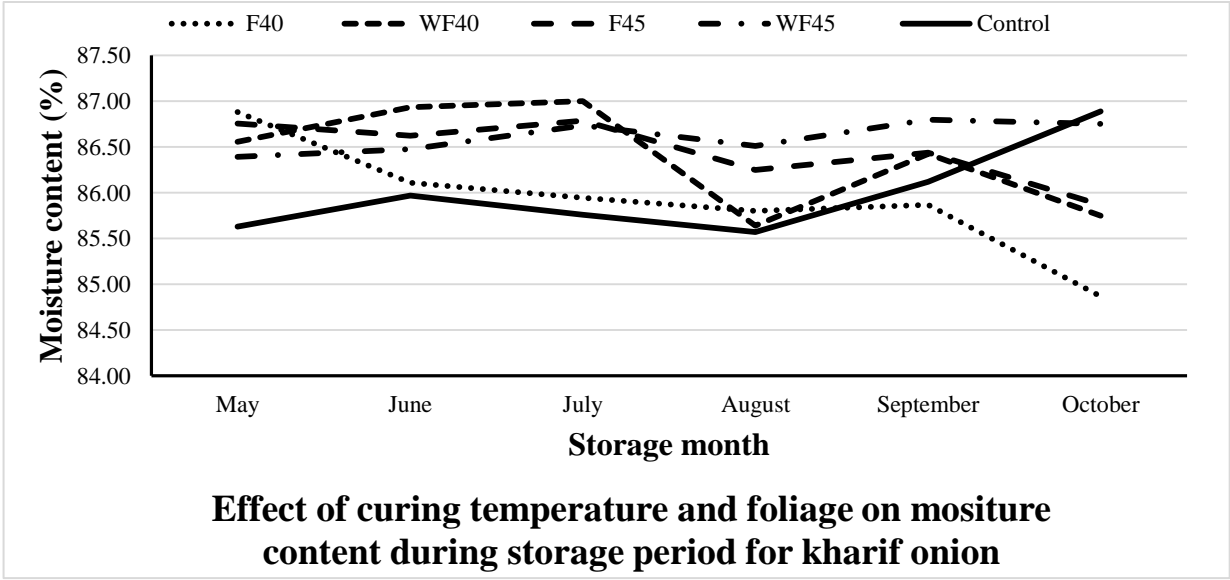 F40 WF40 F45 WF45 Control
87.50
87.00
86.50
86.00
85.50
85.00
84.50
84.00
Moisture content (%)
May June July August September October
Storage month
Effect of curing temperature and foliage on mositure
content during storage period for kharif onion